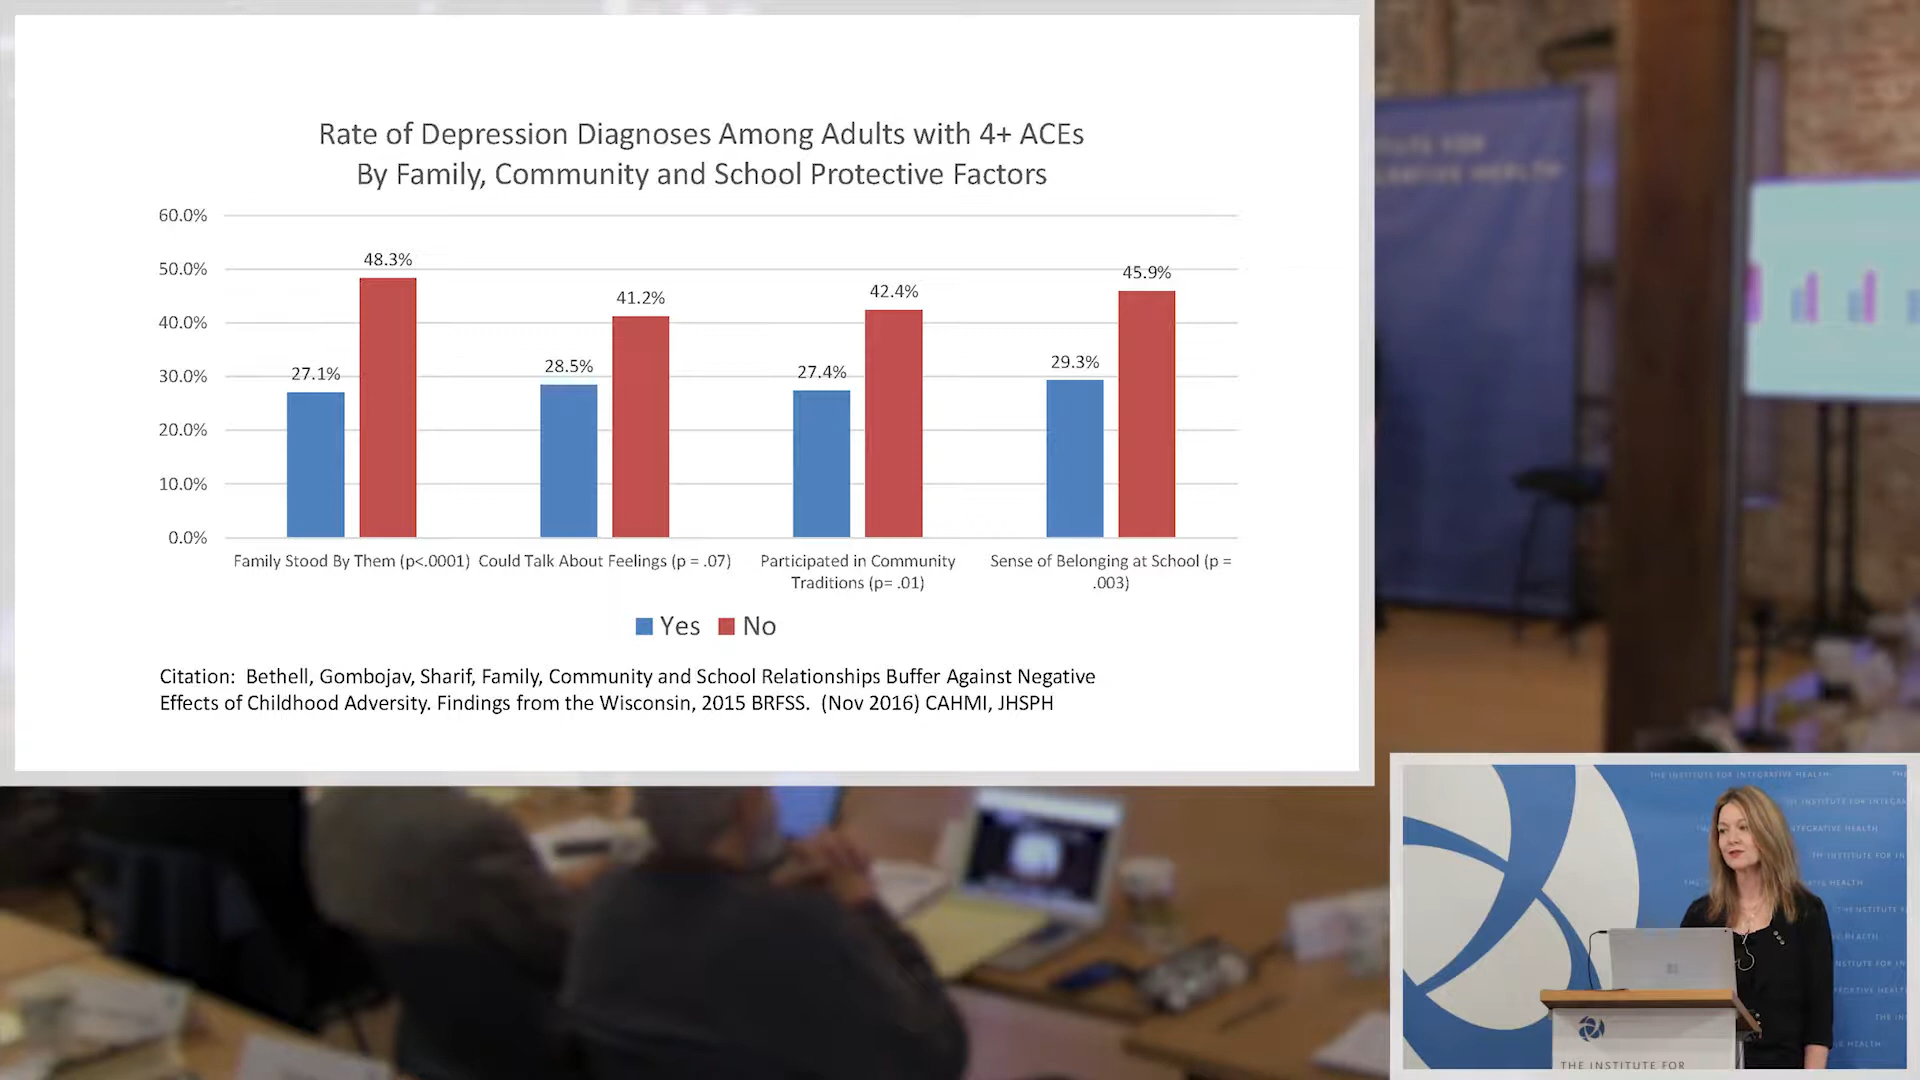 Rate of Depression Diagnoses Among Adults with 4+ ACEs
By Family, Community and School Protective Factors
60.0%
50.0%
40.0%
30.0%
20.0%
10.0%
0.0%
27.1%
48.3%
28.5%
41.2%
27.4%
42.4%
29.3%
45.9%
Family Stood By Them (p<.0001)
Could Talk About Feelings (p = .07)
Participated in Community
Traditions (p= .01)
Sense of Belonging at School (p =
.003)
Yes No
Citation: Bethell, Gombojav, Sharif, Family, Community and School Relationships Buffer Against Negative
Effects of Childhood Adversity. Findings from the Wisconsin, 2015 BRFSS. (Nov 2016) CAHMI, JHSPH
THE INSTITUTE FOR INTEGRATIVE HEALTH
THE INSTITUTE FOR